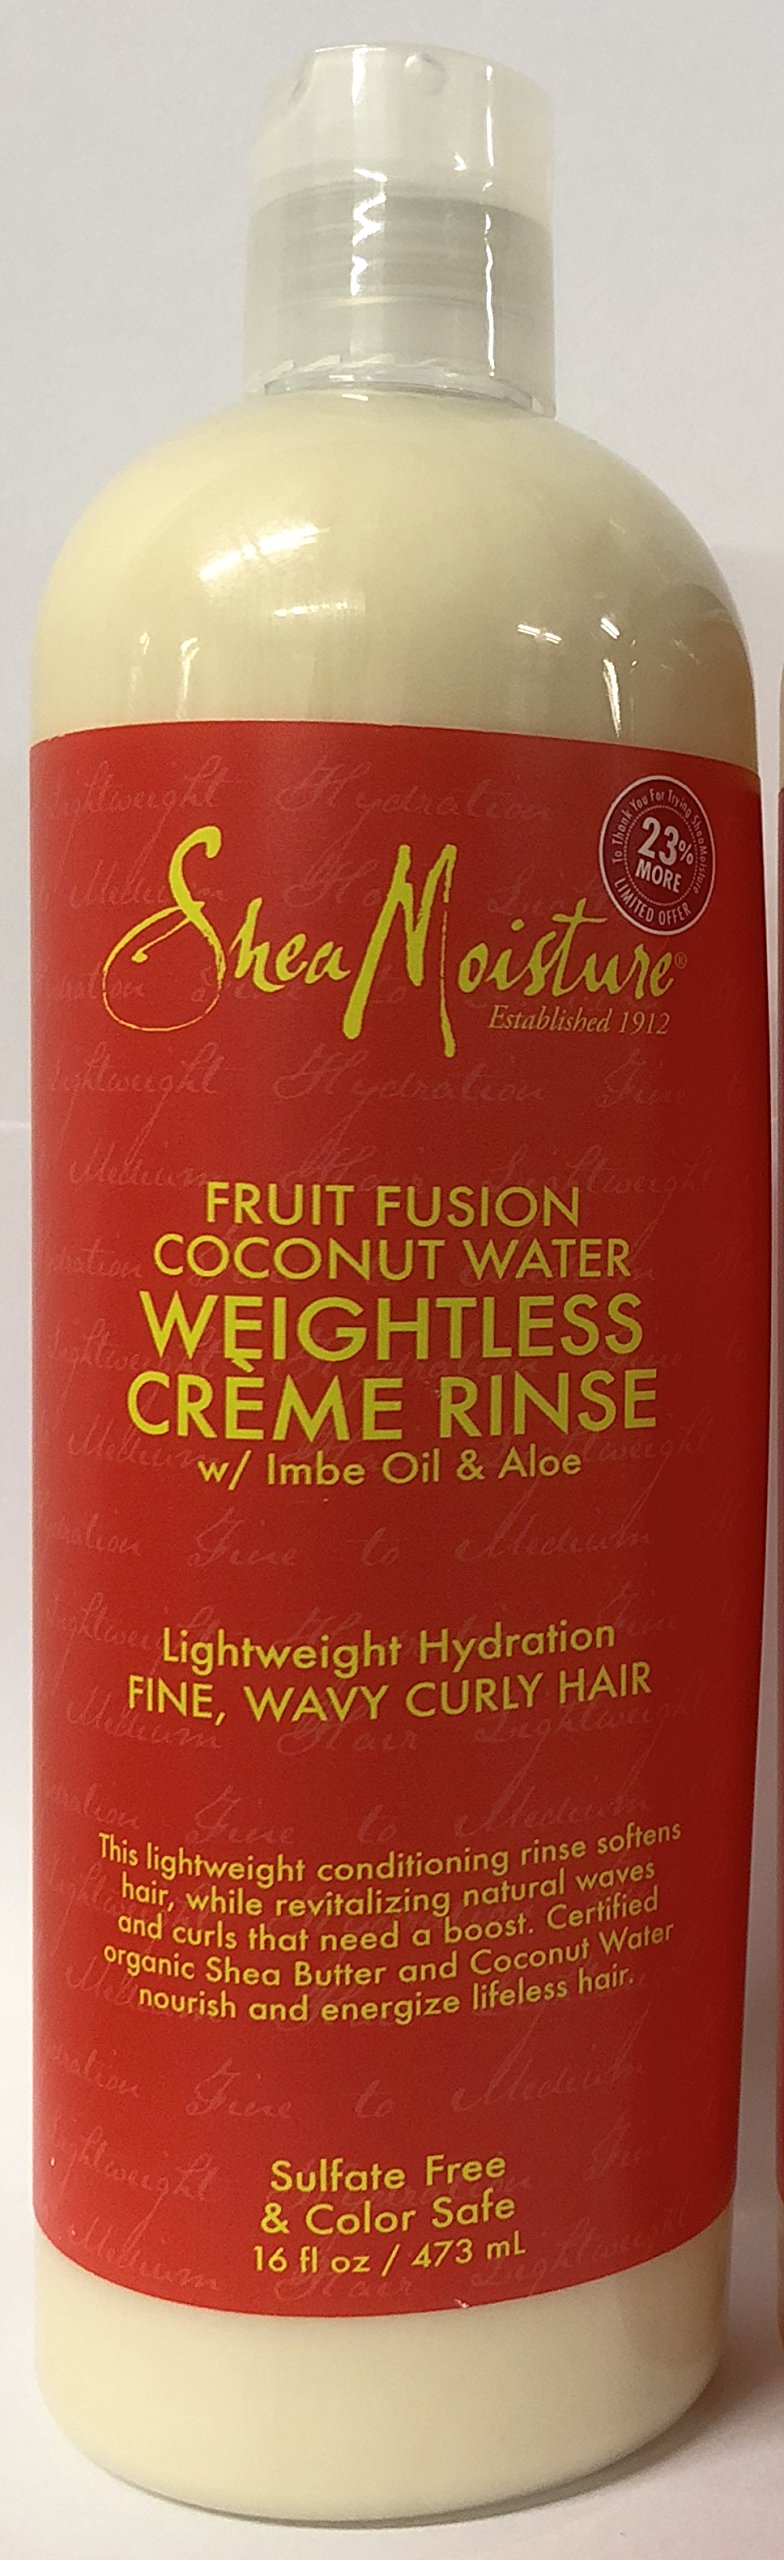 To Thank You For Trying SheaMoisture
23%
MORE
LIMITED OFFER
SheaMoisture®
Established 1912
FRUIT FUSION
COCONUT WATER
WEIGHTLESS
CRÈME RINSE
w/ Imbe Oil & Aloe
Lightweight Hydration
FINE, WAVY CURLY HAIR
This lightweight conditioning rinse softens
hair, while revitalizing natural waves
and curls that need a boost. Certified
organic Shea Butter and Coconut Water
nourish and energize lifeless hair.
Sulfate Free
& Color Safe
16 fl oz / 473 mL